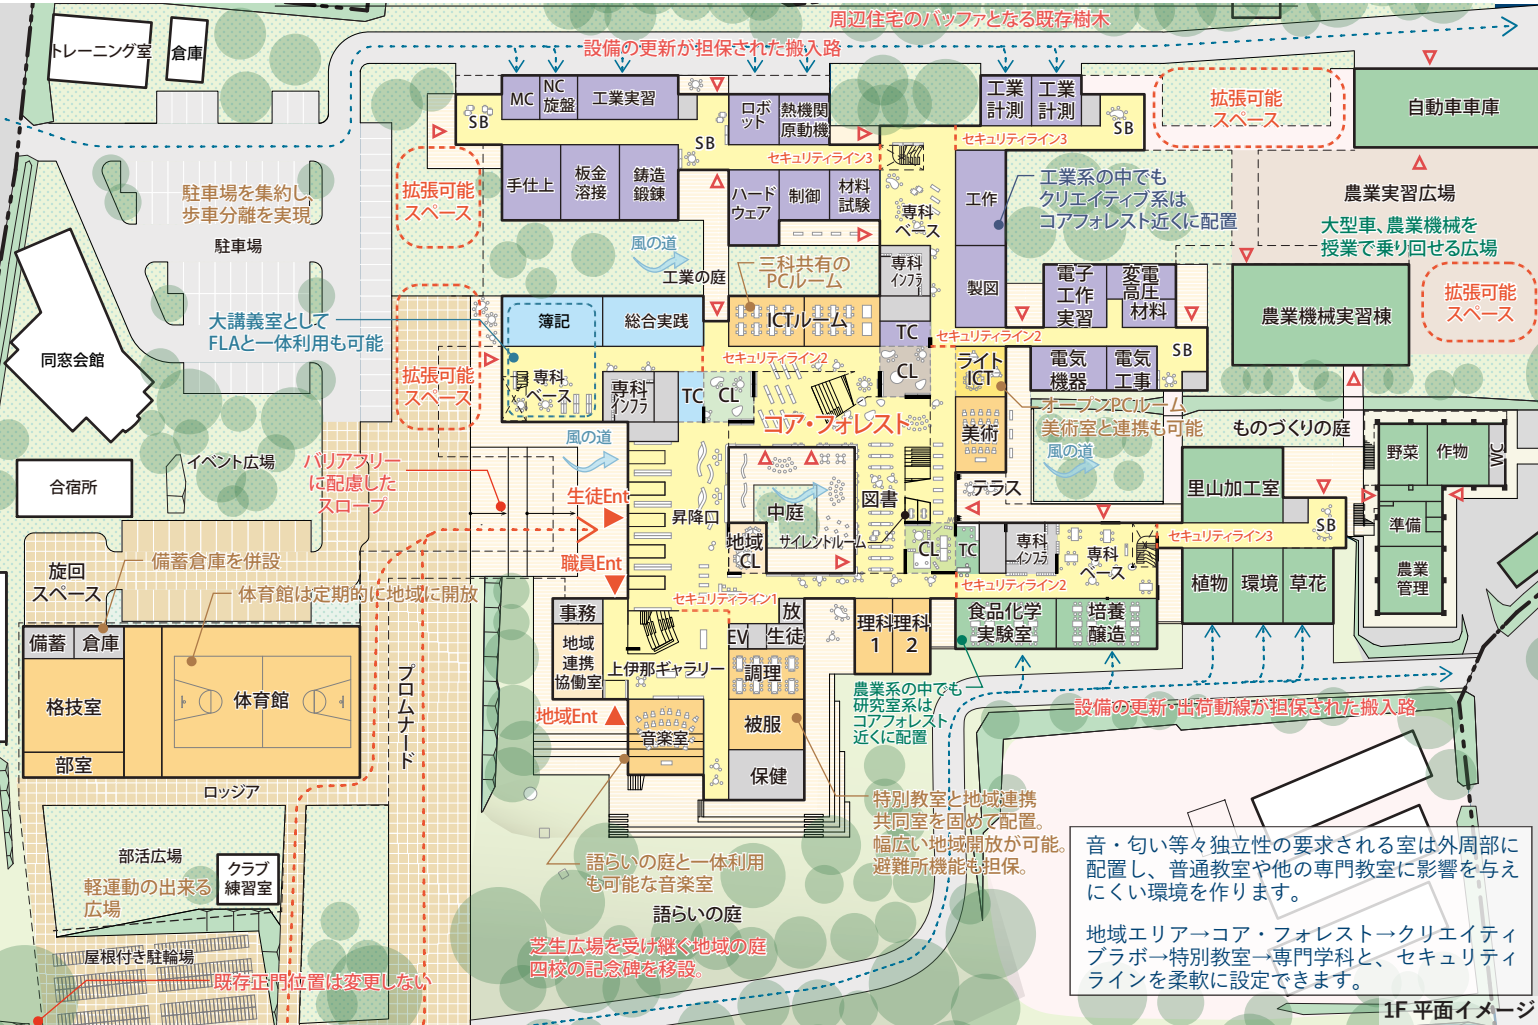 周辺住宅のバッファとなる既存樹木
設備の更新が担保された搬入路
トレーニング室
倉庫
MC
NC
旋盤
工業実習
SB
SB
ロボ
ット
熱機関
原動機
工業
計測
工業
計測
SB
拡張可能
スペース
自動車車庫
セキュリティライン3
セキュリティライン3
手仕上
板金
溶接
鋳造
鍛錬
ハード
ウェア
制御
材料
試験
専科
ベース
工作
工業系の中でも
クリエイティブ系は
コアフォレスト近くに配置
農業実習広場
大型車、農業機械を
授業で乗り回せる広場
駐車場を集約し
歩車分離を実現
駐車場
拡張可能
スペース
風の道
工業の庭
三科共有の
PCルーム
専科
インフラ
製図
電子
工作
実習
変電
高圧
材料
農業機械実習棟
拡張可能
スペース
大講義室として
FLAと一体利用も可能
簿記
総合実践
ICTルーム
TC
セキュリティライン2
セキュリティライン2
同窓会館
拡張可能
スペース
専科
ベース
専科
インフラ
TC
CL
CL
ライト
ICT
電気
機器
電気
工事
SB
コア・フォレスト
美術
オープンPCルーム
美術室と連携も可能
ものづくりの庭
風の道
風の道
野菜
作物
WC
イベント広場
合宿所
バリアフリー
に配慮した
スロープ
生徒Ent
昇降口
中庭
サイレントルーム
図書
テラス
里山加工室
SB
準備
職員Ent
地域
CL
CL
TC
専科
インフラ
専科
ベース
セキュリティライン3
農業
管理
備蓄倉庫を併設
旋回
スペース
体育館は定期的に地域に開放
セキュリティライン1
セキュリティライン2
植物
環境
草花
備蓄
倉庫
事務
地域
連携
協働室
上伊那ギャラリー
EV
放
生徒
理科
1
理科
2
食品化学
実験室
培養
醸造
調理
格技室
体育館
プロムナード
地域Ent
音楽室
被服
農業系の中でも
研究室系は
コアフォレスト
近くに配置
設備の更新・出荷動線が担保された搬入路
部室
保健
ロッジア
特別教室と地域連携
共同室を固めて配置。
幅広い地域開放が可能。
避難所機能も担保。
部活広場
クラブ
練習室
軽運動の出来る
広場
語らいの庭と一体利用
も可能な音楽室
語らいの庭
芝生広場を受け継ぐ地域の庭
四校の記念碑を移設。
屋根付き駐輪場
既存正門位置は変更しない
音・匂い等々独立性の要求される室は外周部に
配置し、普通教室や他の専門教室に影響を与え
にくい環境を作ります。
地域エリア→コア・フォレスト→クリエイティ
ブラボ→特別教室→専門学科と、セキュリティ
ラインを柔軟に設定できます。
1F 平面イメージ